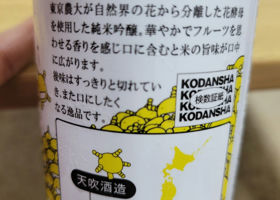 東京農大が自然界の花から分離した花酵母
を使用した純米吟醸。華やかでフルーツを思
わせる香りを感じ口に含むと米の旨味が口中
に広がります。
後味はすっきりと切れてい
き、また口にしたく
なる逸品です。
KODANSHA
KODANSHA
検数証紙
KODANSHA
KODANSHA
天吹酒造